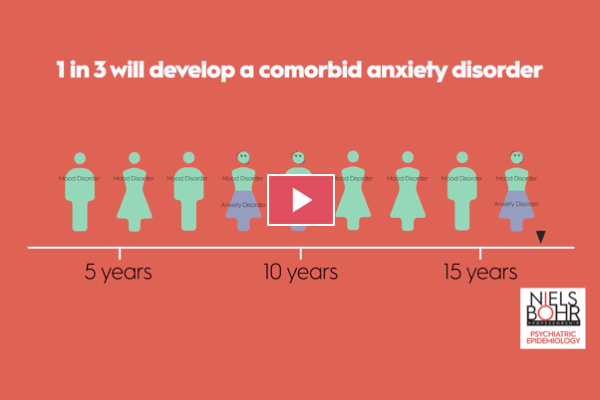 1 in 3 will develop a comorbid anxiety disorder
Mood Disorder Mood Disorder Mood Disorder Mood Disorder Mood Disorder Mood Disorder Mood Disorder Mood Disorder
Anxiety Disorder Anxiety Disorder
5 years 10 years 15 years
NIELS
BOHR
PROFESSORSHIP
PSYCHIATRIC
EPIDEMIOLOGY